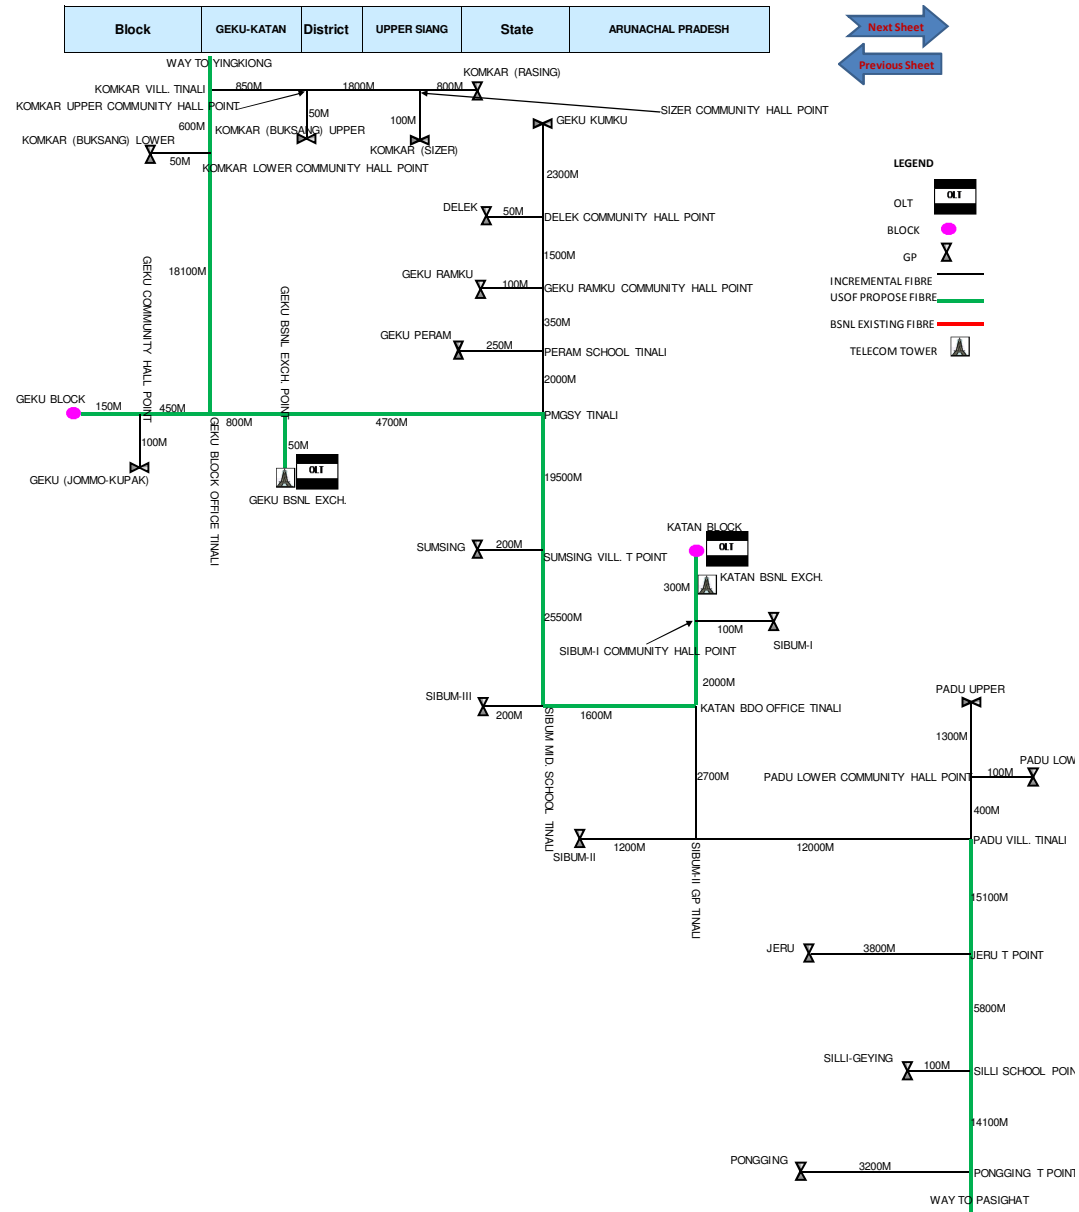 Block GEKU-KATAN District UPPER SIANG State ARUNACHAL PRADESH
Next Sheet
Previous Sheet
WAY TO YINGKIONG
KOMKAR VILL. TINALI
850M
1800M
800M
KOMKAR (RASING)
KOMKAR UPPER COMMUNITY HALL POINT
50M
SIZER COMMUNITY HALL POINT
600M
KOMKAR (BUKSANG) UPPER
100M
GEKU KUMKU
KOMKAR (BUKSANG) LOWER
KOMKAR (SIZER)
50M
KOMKAR LOWER COMMUNITY HALL POINT
2300M
LEGEND
OLT
OLT
BLOCK
GP
INCREMENTAL FIBRE
USOF PROPOSE FIBRE
BSNL EXISTING FIBRE
TELECOM TOWER
DELEK
50M
DELEK COMMUNITY HALL POINT
1500M
18100M
GEKU COMMUNITY HALL POINT
GEKU BSNL EXCH. POINT
GEKU RAMKU
100M
GEKU RAMKU COMMUNITY HALL POINT
350M
GEKU PERAM
250M
PERAM SCHOOL TINALI
2000M
GEKU BLOCK
150M
450M
800M
4700M
PMGSY TINALI
100M
GEKU (JOMMO-KUPAK)
GEKU BLOCK OFFICE TINALI
50M
OLT
GEKU BSNL EXCH.
19500M
SUMSING
200M
SUMSING VILL. T POINT
KATAN BLOCK
OLT
KATAN BSNL EXCH.
300M
25500M
100M
SIBUM-I
SIBUM-I COMMUNITY HALL POINT
2000M
SIBUM-III
200M
1600M
KATAN BDO OFFICE TINALI
SIBUM MID. SCHOOL TINALI
PADU UPPER
1300M
2700M
PADU LOWER COMMUNITY HALL POINT
100M
PADU LOW
400M
SIBUM-II
1200M
12000M
PADU VILL. TINALI
SIBUM-II GP TINALI
15100M
JERU
3800M
JERU T POINT
5800M
SILLI-GEYING
100M
SILLI SCHOOL POIN
14100M
PONGGING
3200M
PONGGING T POINT
WAY TO PASIGHAT